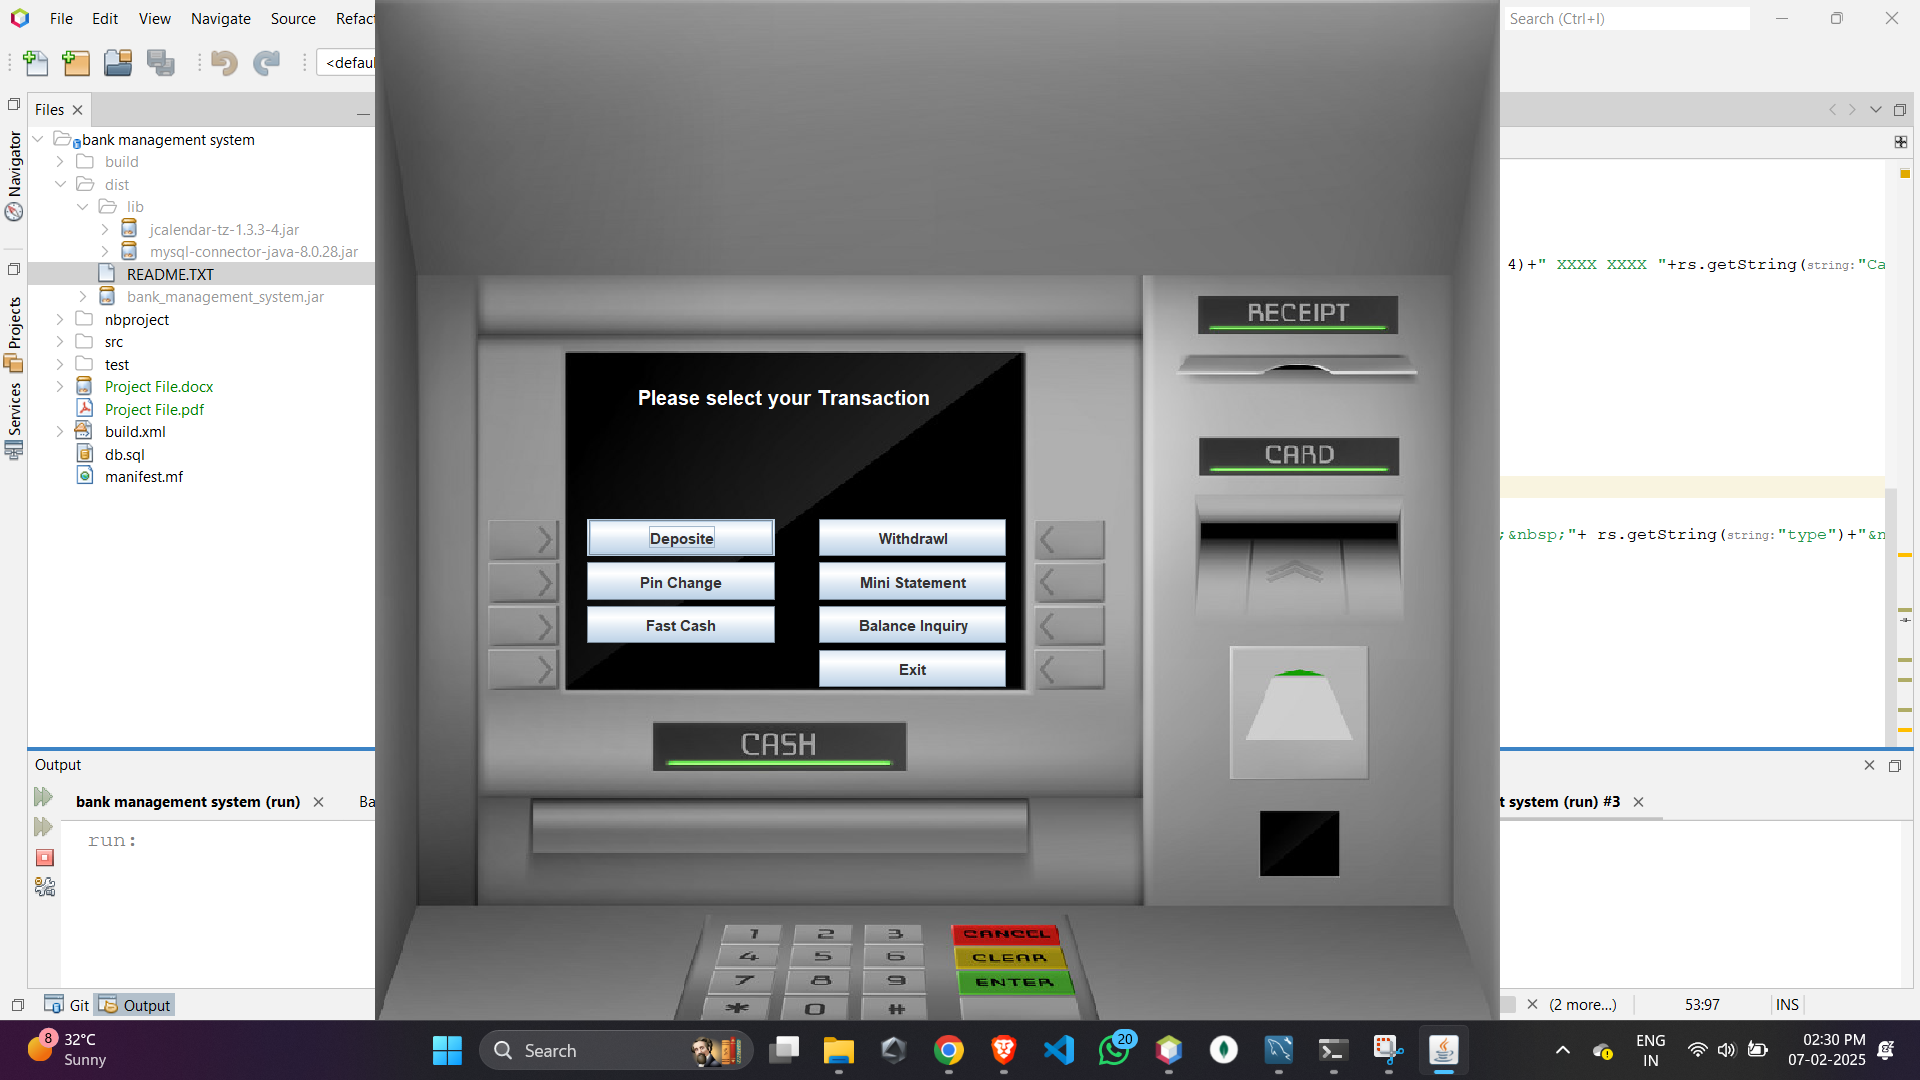 File Edit View Navigate Source Refact
Search (Ctrl+I)
<defaul
Files
Navigator
Projects
Services
bank management system
build
dist
lib
jcalendar-tz-1.3.3-4.jar
mysql-connector-java-8.0.28.jar
README.TXT
bank_management_system.jar
nbproject
src
test
Project File.docx
Project File.pdf
build.xml
db.sql
manifest.mf
4)+" XXXX XXXX "+rs.getString(string:"Ca
;&nbsp;"+ rs.getString(string:"type")+"&n
RECEIPT
CARD
Please select your Transaction
Deposite
Withdrawl
Pin Change
Mini Statement
Fast Cash
Balance Inquiry
Exit
CASH
1 2 3 CANCEL
4 5 6 CLEAR
7 8 9 ENTER
* 0 #
Output
bank management system (run)
Ba
t system (run) #3
run:
Git Output
(2 more...) 53:97 INS
8
32°C
Sunny
Search
20
ENG
IN
02:30 PM
07-02-2025